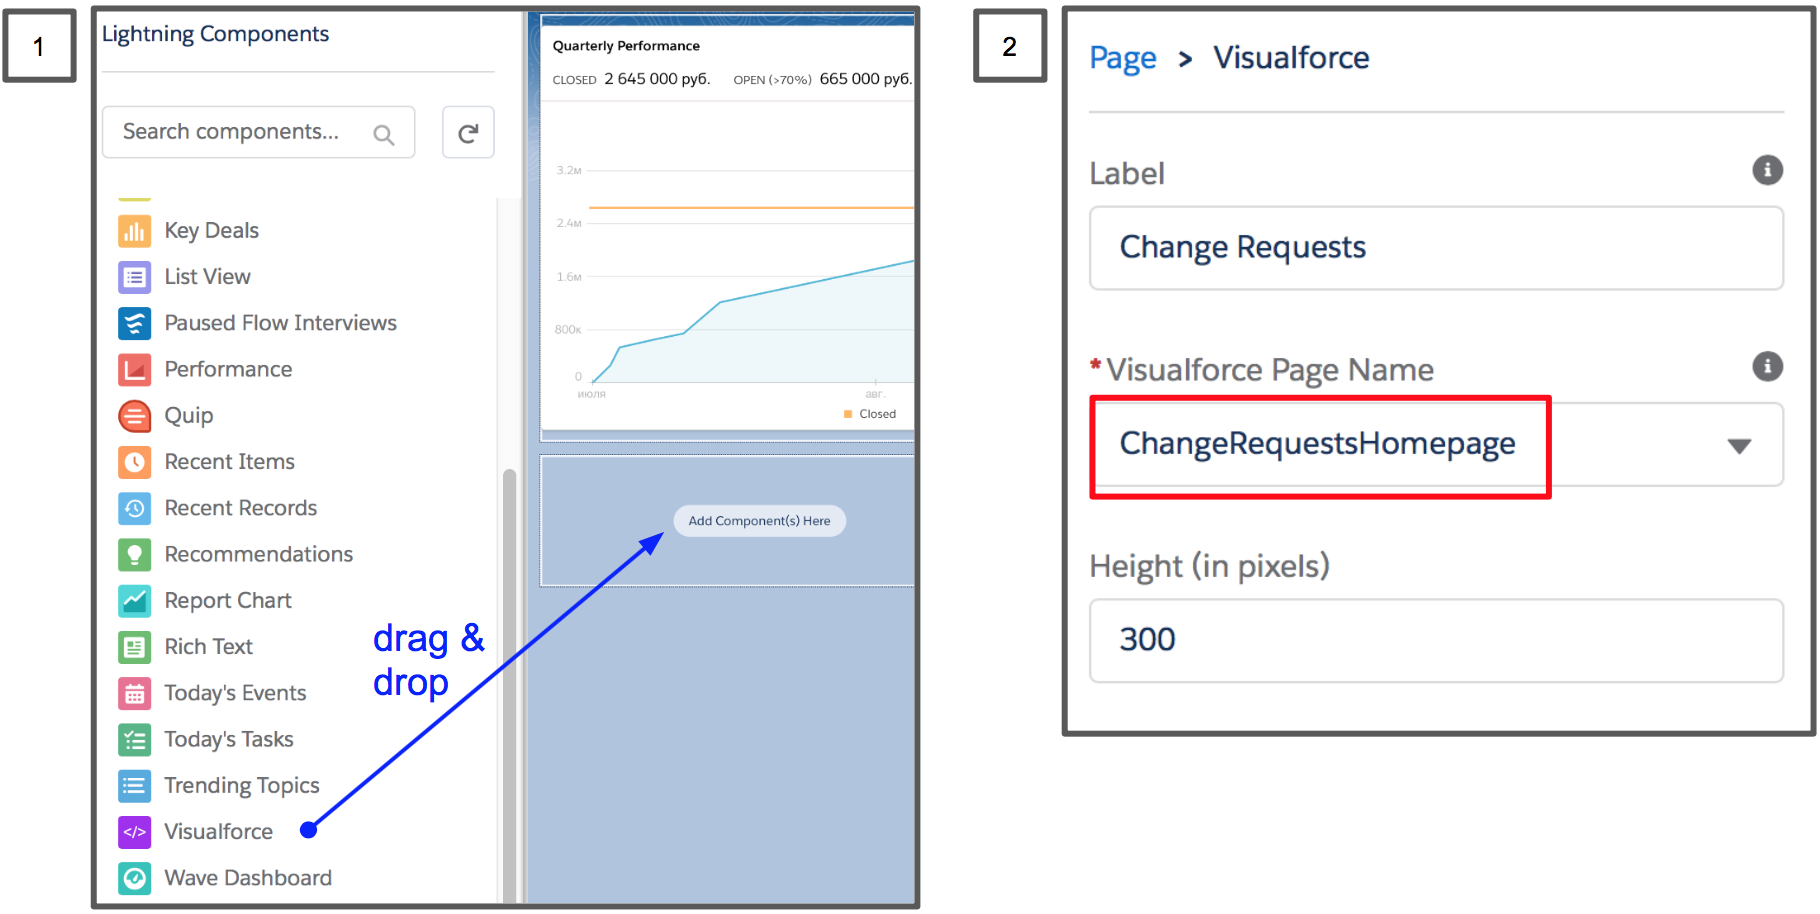 1
Lightning Components
Search components...
Key Deals
List View
Paused Flow Interviews
Performance
Quip
Recent Items
Recent Records
Recommendations
Report Chart
Rich Text
Today's Events
Today's Tasks
Trending Topics
Visualforce
Wave Dashboard
drag &
drop
Quarterly Performance
CLOSED 2 645 000 руб. OPEN (>70%) 665 000 руб.
3.2м
2.4м
1.6м
800к
0
июля авг.
Closed
Add Component(s) Here
2
Page > Visualforce
Label
Change Requests
*Visualforce Page Name
ChangeRequestsHomepage
Height (in pixels)
300